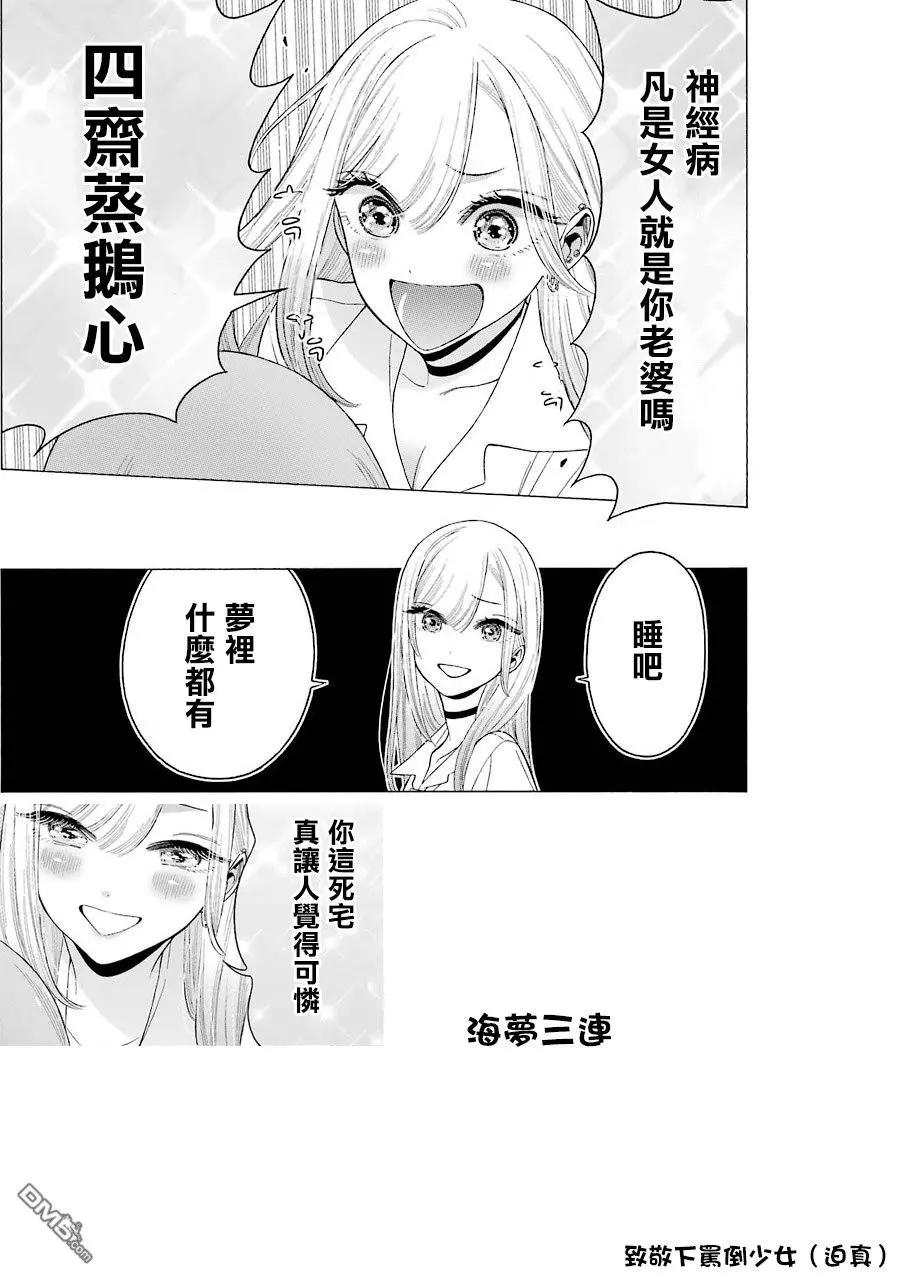 神經病
凡是女人就是你老婆嗎
四齋蒸鵝心
睡吧
夢裡
什麼都有
你這死宅
真讓人覺得可憐
海夢三連
DM5.com
致敬下罵倒少女（迫真）